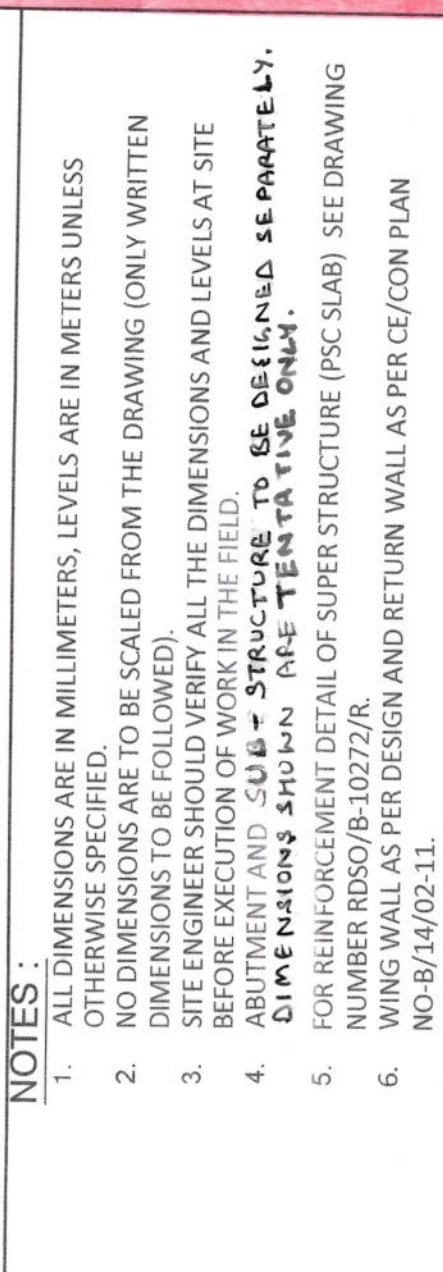 NOTES :
1. ALL DIMENSIONS ARE IN MILLIMETERS, LEVELS ARE IN METERS UNLESS
OTHERWISE SPECIFIED.
2. NO DIMENSIONS ARE TO BE SCALED FROM THE DRAWING (ONLY WRITTEN
DIMENSIONS TO BE FOLLOWED).
3. SITE ENGINEER SHOULD VERIFY ALL THE DIMENSIONS AND LEVELS AT SITE
BEFORE EXECUTION OF WORK IN THE FIELD.
4. ABUTMENT AND SUB - STRUCTURE TO BE DESIGNED SEPARATELY.
DIMENSIONS SHOWN ARE TENTATIVE ONLY.
5. FOR REINFORCEMENT DETAIL OF SUPER STRUCTURE (PSC SLAB) SEE DRAWING
NUMBER RDSO/B-10272/R.
6. WING WALL AS PER DESIGN AND RETURN WALL AS PER CE/CON PLAN
NO-B/14/02-11.